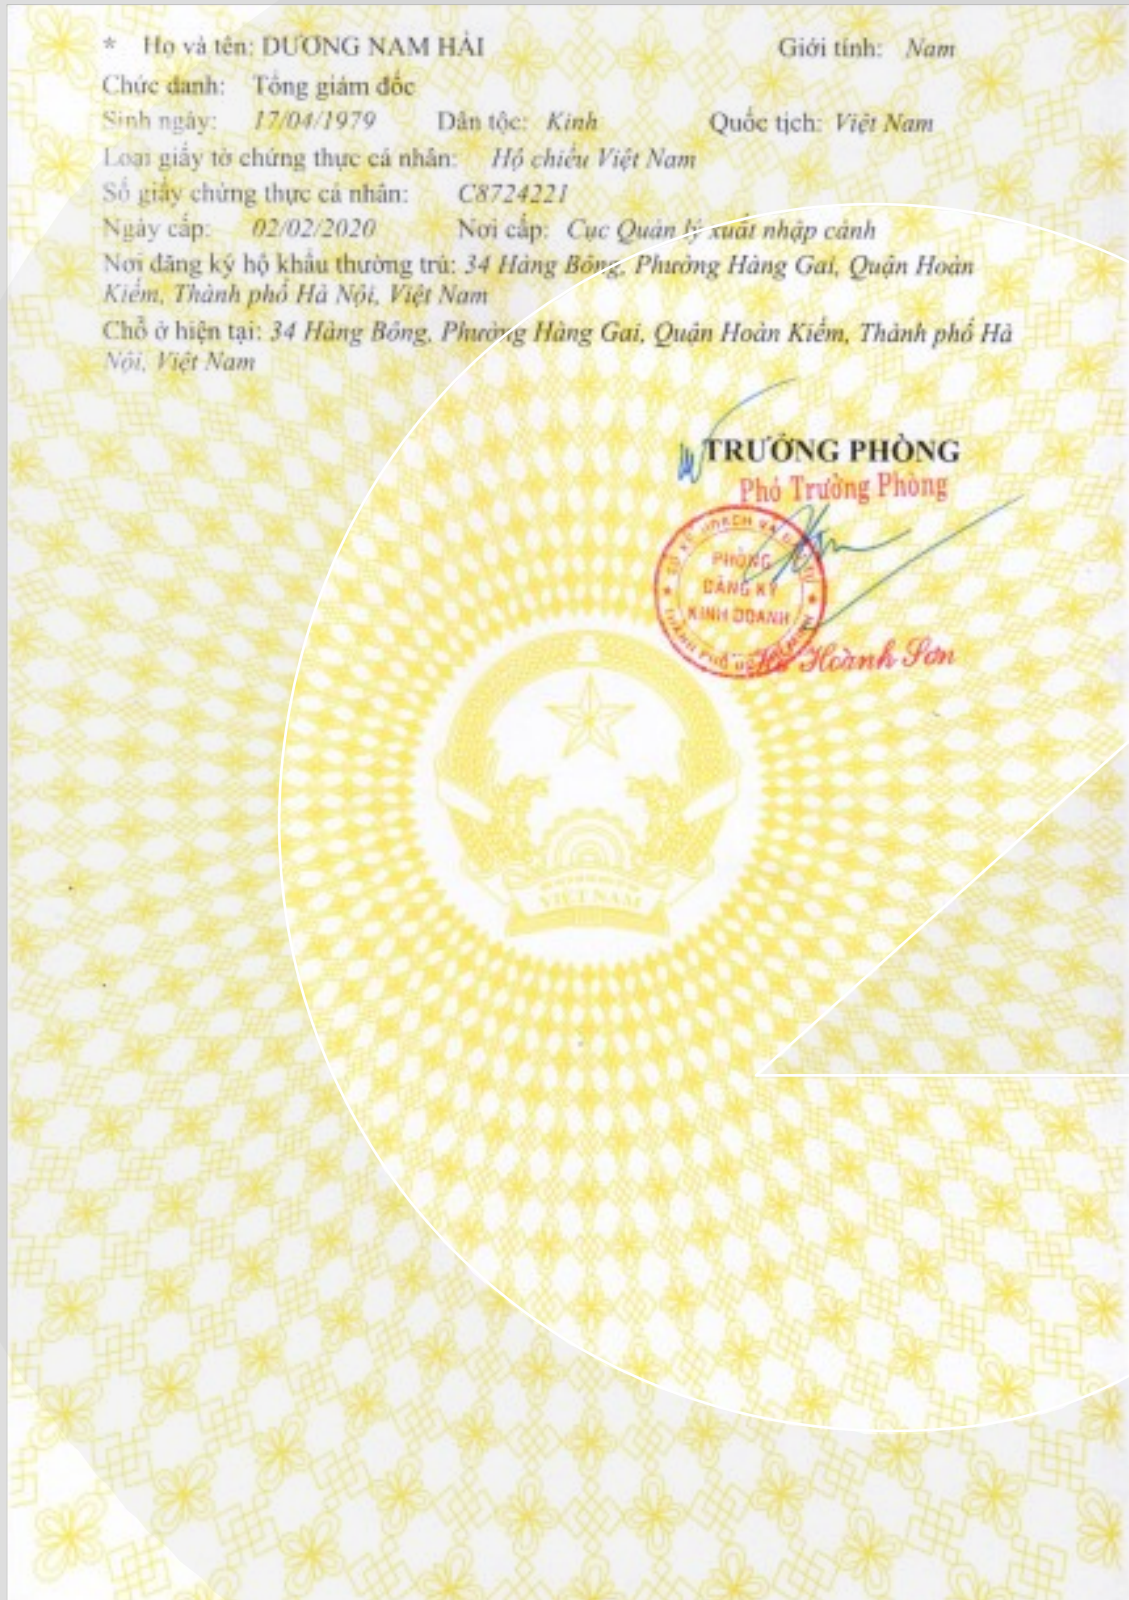 * Họ và tên: DƯƠNG NAM HẢI Giới tính: Nam
Chức danh: Tổng giám đốc
Sinh ngày: 17/04/1979 Dân tộc: Kinh Quốc tịch: Việt Nam
Loại giấy tờ chứng thực cá nhân: Hộ chiếu Việt Nam
Số giấy chứng thực cá nhân: C8724221
Ngày cấp: 02/02/2020 Nơi cấp: Cục Quản lý xuất nhập cảnh
Nơi đăng ký hộ khẩu thường trú: 34 Hàng Bông, Phường Hàng Gai, Quận Hoàn
Kiếm, Thành phố Hà Nội, Việt Nam
Chỗ ở hiện tại: 34 Hàng Bông, Phường Hàng Gai, Quận Hoàn Kiếm, Thành phố Hà
Nội, Việt Nam
TRƯỞNG PHÒNG
Phó Trưởng Phòng
PHÒNG
ĐĂNG KÝ
KINH DOANH
Hoành Sơn
VIỆT NAM